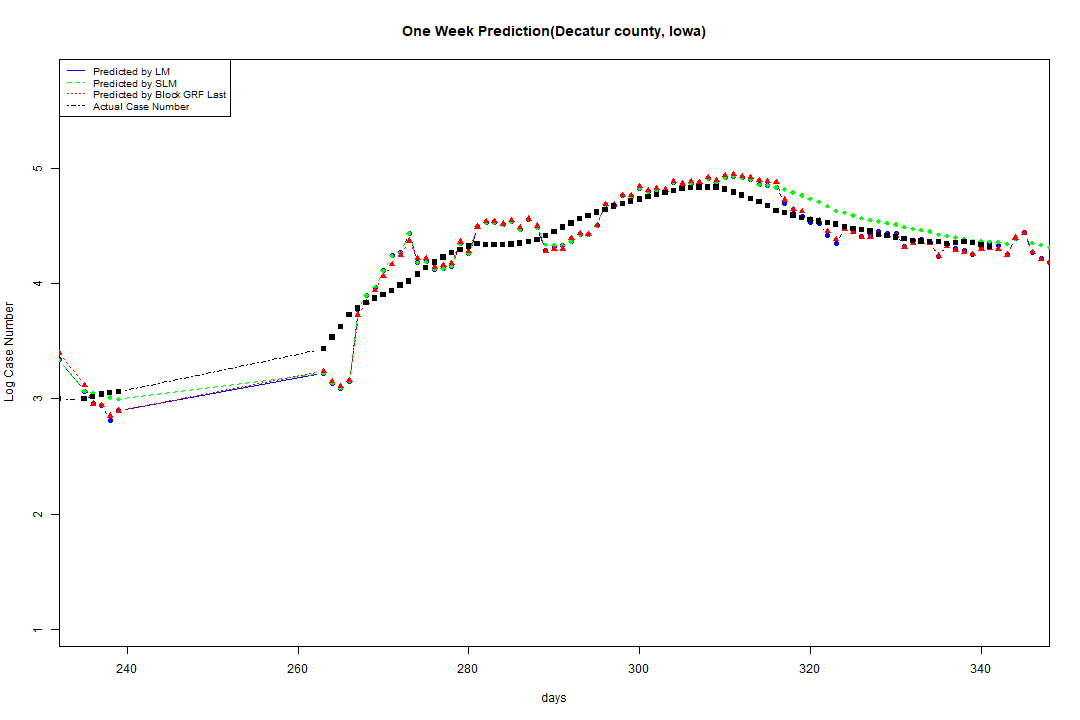 One Week Prediction(Decatur county, Iowa)
Predicted by LM
Predicted by SLM
Predicted by Block GRF Last
Actual Case Number
Log Case Number
5
4
3
2
1
240 260 280 300 320 340
days